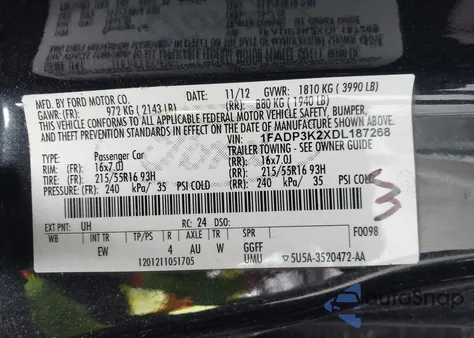 MFD. BY FORD MOTOR CO. DATE: 11/12 GVWR: 1810 KG ( 3990 LB)
GAWR: (FR): 972 KG ( 2143 LB) (RR): 880 KG ( 1940 LB)
THIS VEHICLE CONFORMS TO ALL APPLICABLE FEDERAL MOTOR VEHICLE SAFETY, BUMPER,
AND THEFT PREVENTION STANDARDS IN EFFECT ON THE DATE OF MANUFACTURE SHOWN ABOVE.
VIN: 1FADP3K2XDL187268
TYPE: Passenger Car TRAILER TOWING - SEE OWNER GUIDE
RIM: (FR): 16x7.0J (RR): 16x7.0J
TIRE: (FR): 215/55R16 93H (RR): 215/55R16 93H
PRESSURE: (FR): 240 kPa/ 35 PSI COLD (RR): 240 kPa/ 35 PSI COLD
EXT PNT: UH RC: 24 DSO: F0098
WB INT TR TP/PS R AXLE TR SPR
EW 4 AU W GGFF
1201211051705 UMU 5U5A-3520472-AA
3
autoSnap